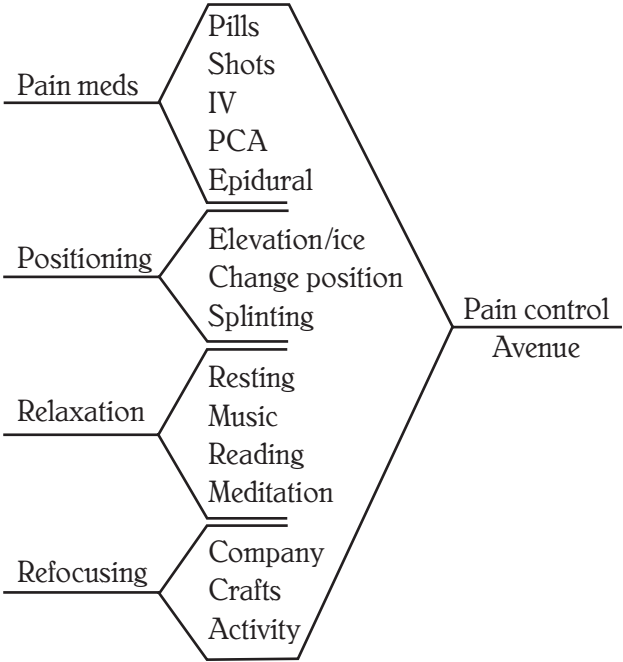 Pain meds
Pills
Shots
IV
PCA
Epidural
Positioning
Elevation/ice
Change position
Splinting
Relaxation
Resting
Music
Reading
Meditation
Refocusing
Company
Crafts
Activity
Pain control
Avenue